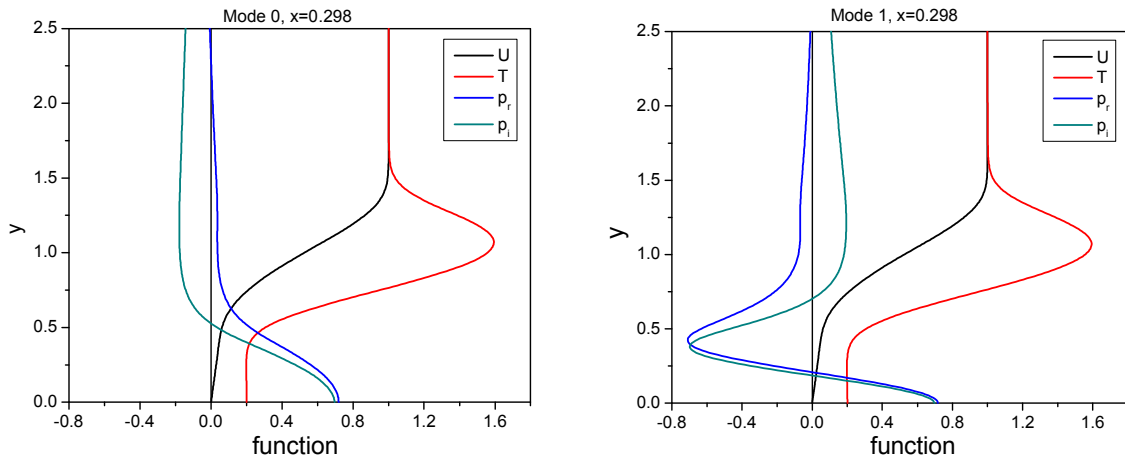 Mode 0, x=0.298
2.5
2.0
1.5
1.0
0.5
0.0
y
U
T
p_r
p_i
-0.8 -0.4 0.0 0.4 0.8 1.2 1.6
function
Mode 1, x=0.298
2.5
2.0
1.5
1.0
0.5
0.0
y
U
T
p_r
p_i
-0.8 -0.4 0.0 0.4 0.8 1.2 1.6
function